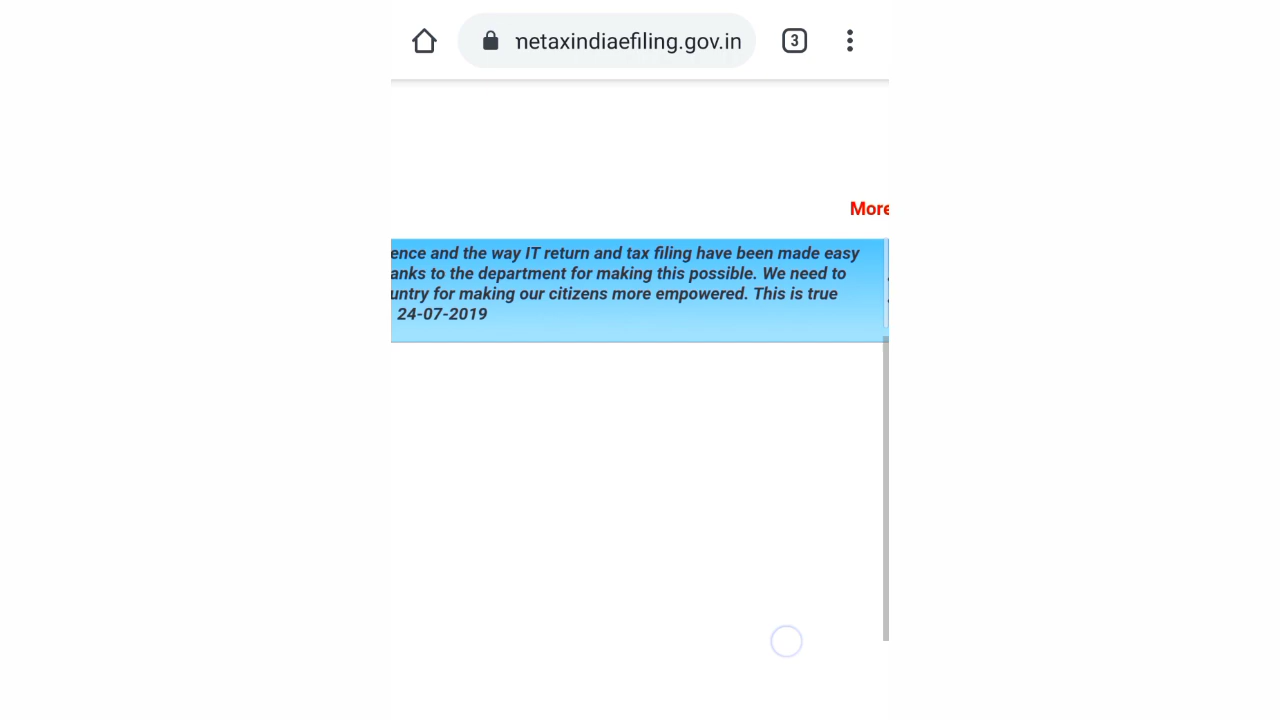 metaxindiaefiling.gov.in
3
More
ence and the way IT return and tax filing have been made easy
anks to the department for making this possible. We need to
untry for making our citizens more empowered. This is true
24-07-2019